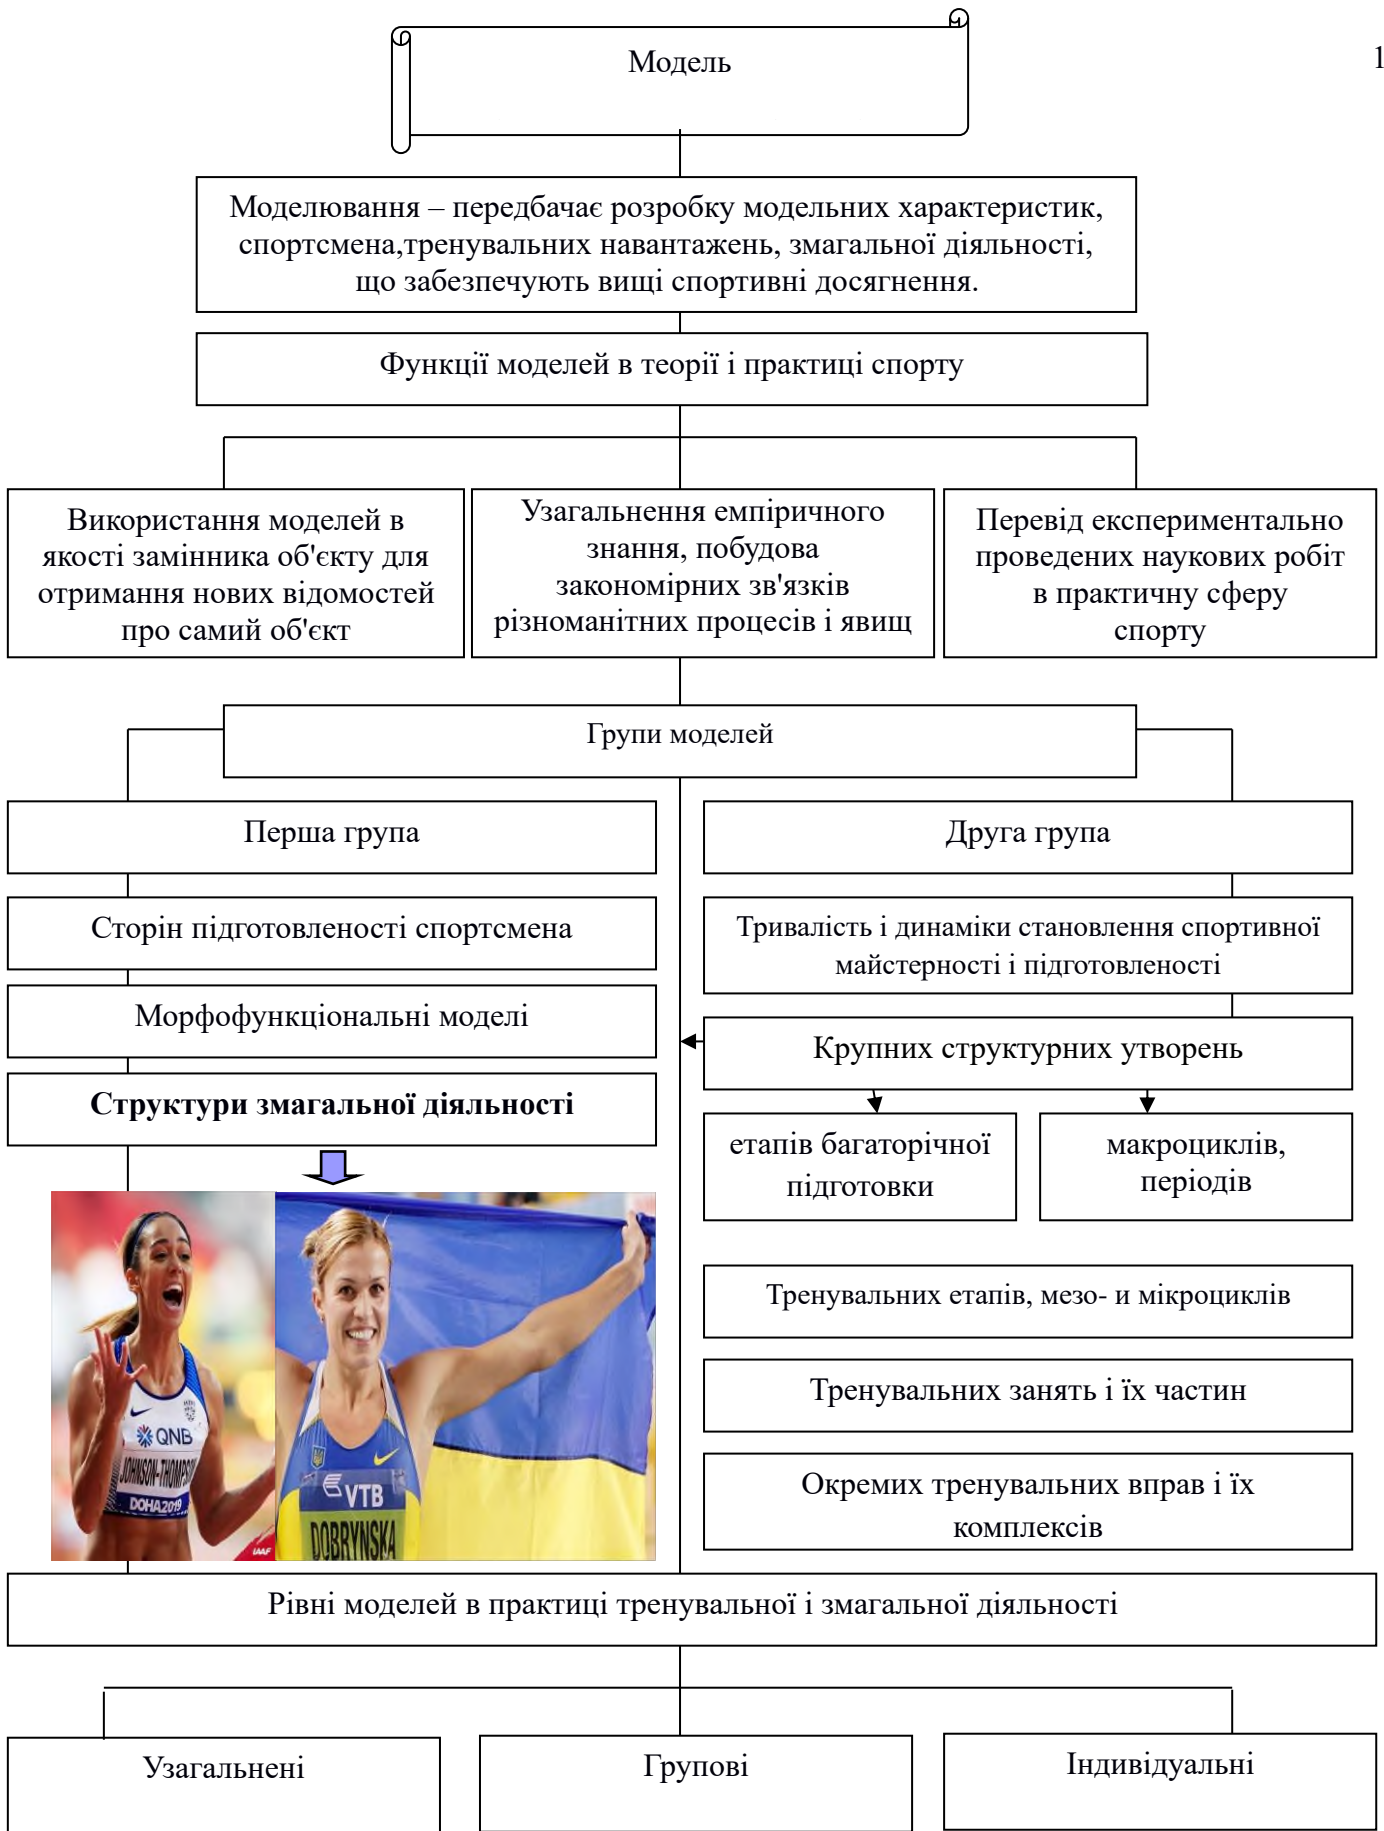 1
Модель
Моделювання – передбачає розробку модельних характеристик,
спортсмена,тренувальних навантажень, змагальної діяльності,
що забезпечують вищі спортивні досягнення.
Функції моделей в теорії і практиці спорту
Використання моделей в
якості замінника об'єкту для
отримання нових відомостей
про самий об'єкт
Узагальнення емпіричного
знання, побудова
закономірних зв'язків
різноманітних процесів і явищ
Перевід експериментально
проведених наукових робіт
в практичну сферу
спорту
Групи моделей
Перша група
Сторін підготовленості спортсмена
Морфофункціональні моделі
Структури змагальної діяльності
QNB
JOHNSON-THOMPS
DOHA2019
IAAF
VTB
DOBRYNSKA
Друга група
Тривалість і динаміки становлення спортивної
майстерності і підготовленості
Крупних структурних утворень
етапів багаторічної
підготовки
макроциклів,
періодів
Тренувальних етапів, мезо- и мікроциклів
Тренувальних занять і їх частин
Окремих тренувальних вправ і їх
комплексів
Рівні моделей в практиці тренувальної і змагальної діяльності
Узагальнені
Групові
Індивідуальні